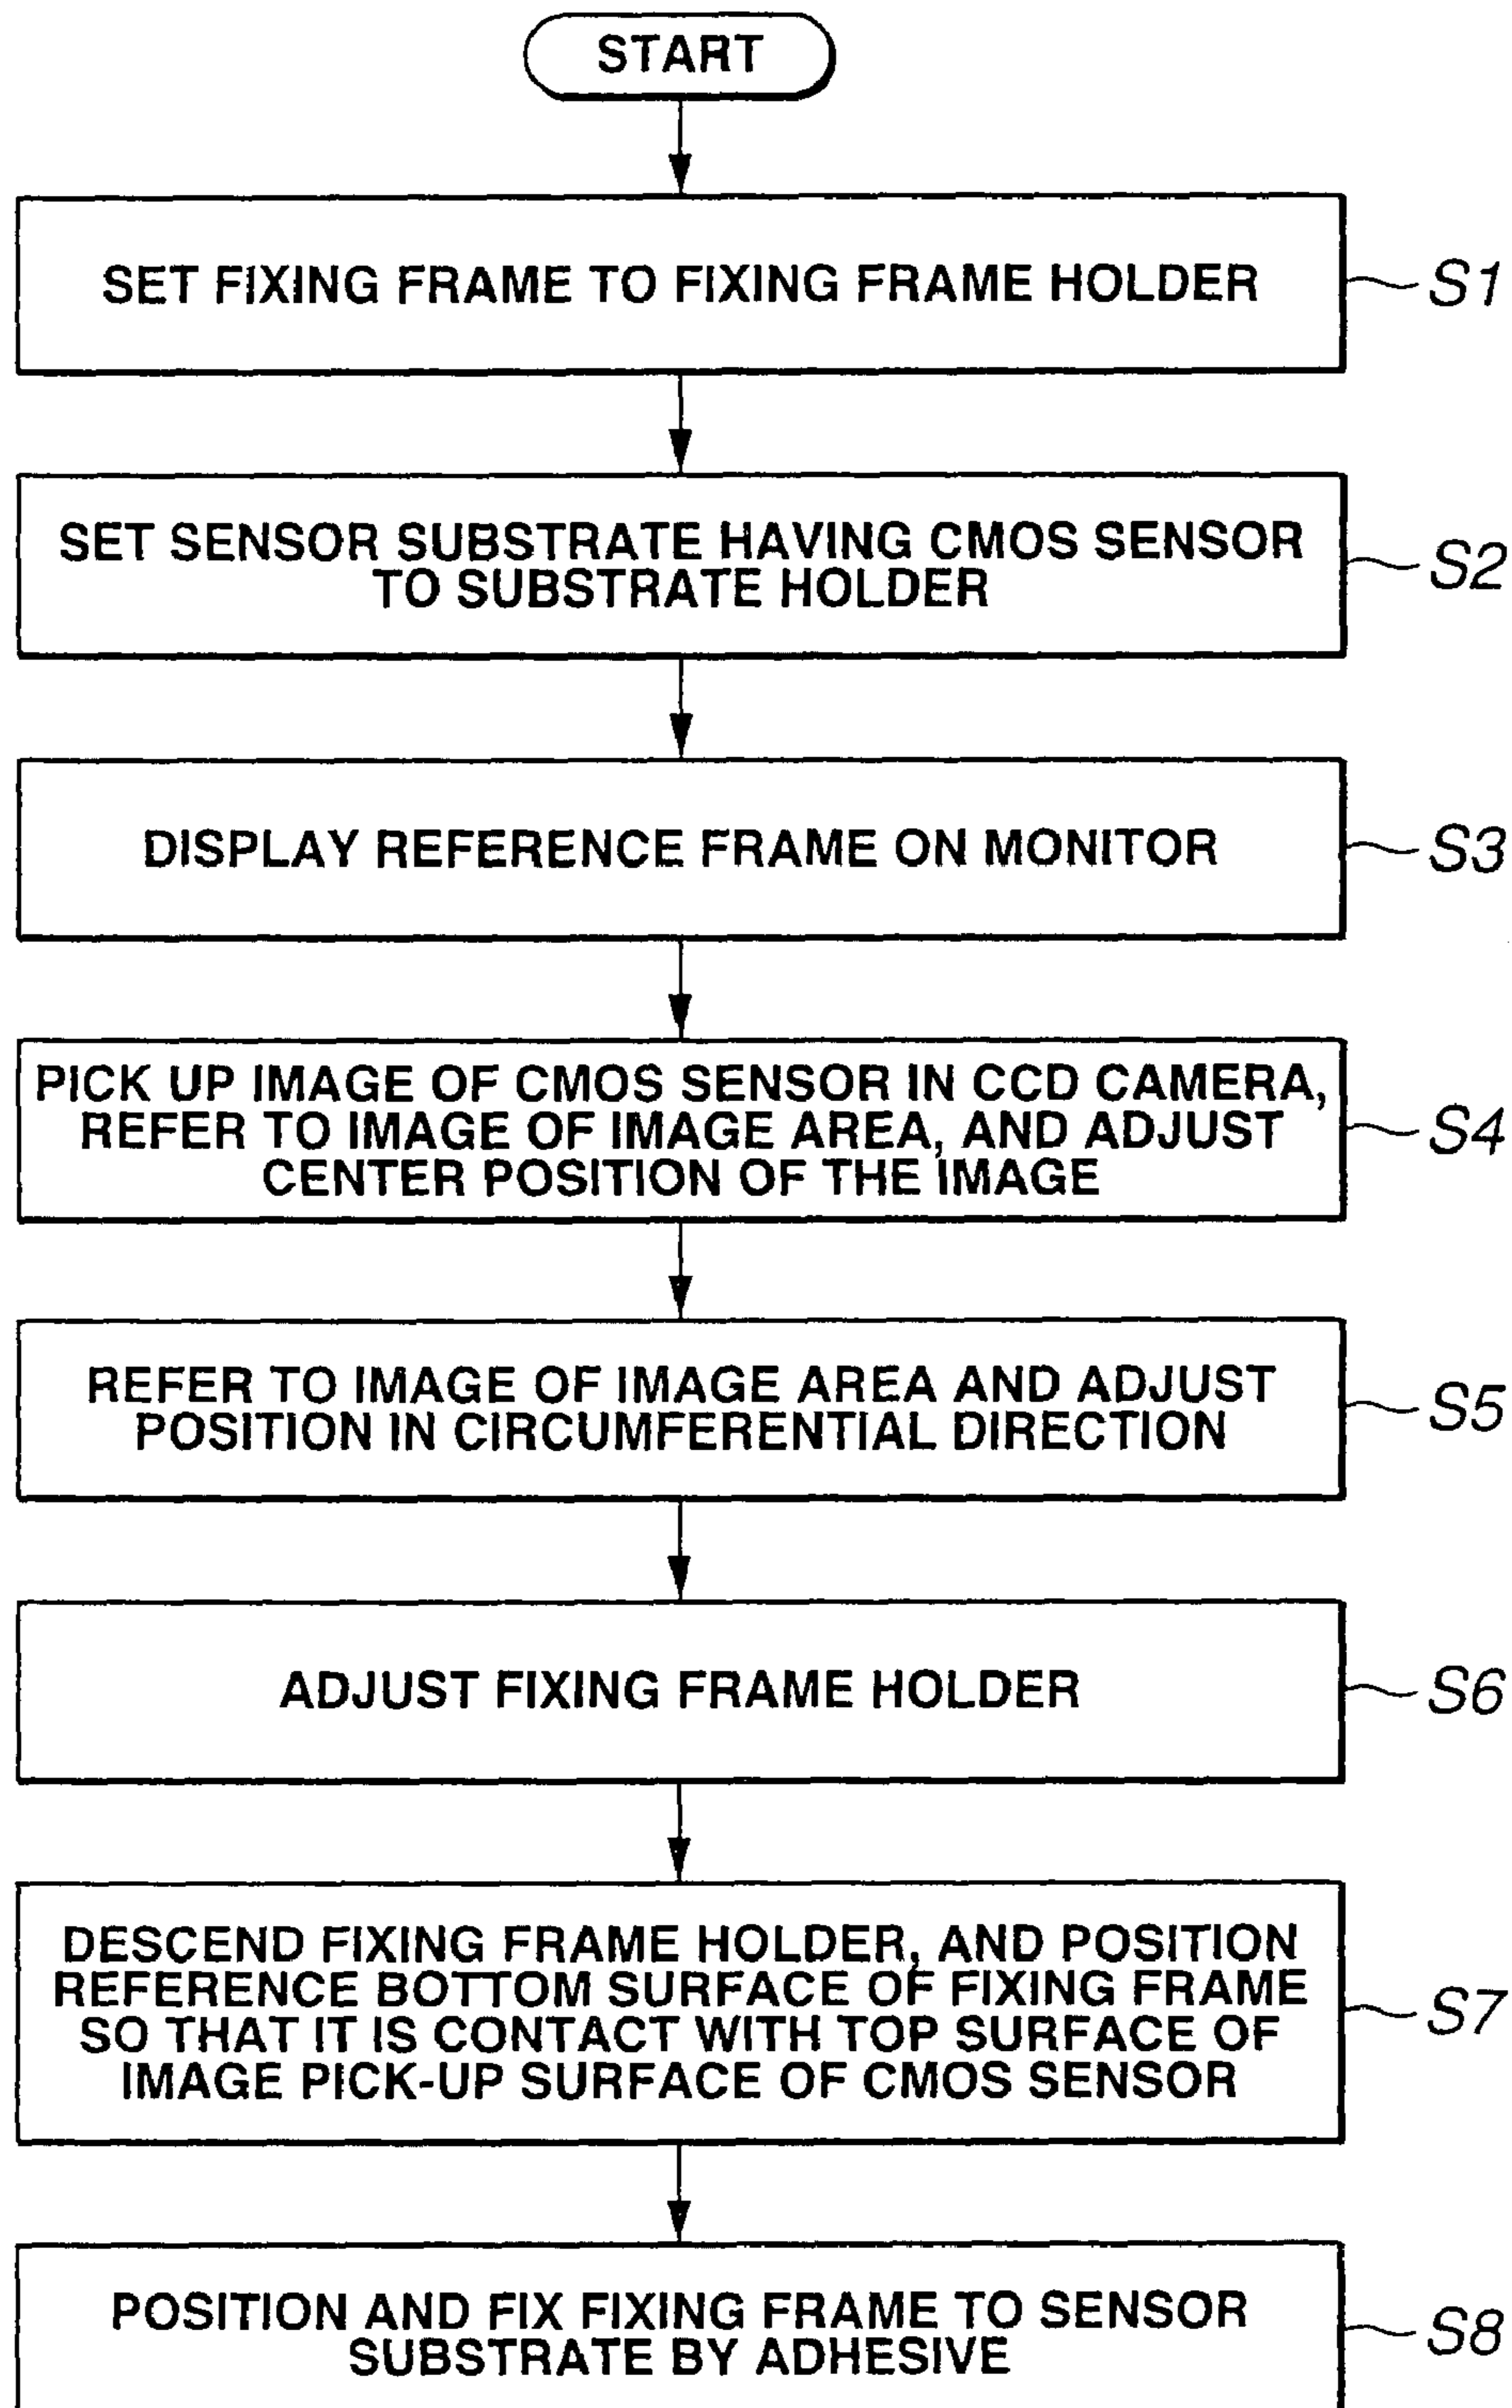 START
SET FIXING FRAME TO FIXING FRAME HOLDER
S1
SET SENSOR SUBSTRATE HAVING CMOS SENSOR
TO SUBSTRATE HOLDER
S2
DISPLAY REFERENCE FRAME ON MONITOR
S3
PICK UP IMAGE OF CMOS SENSOR IN CCD CAMERA,
REFER TO IMAGE OF IMAGE AREA, AND ADJUST
CENTER POSITION OF THE IMAGE
S4
REFER TO IMAGE OF IMAGE AREA AND ADJUST
POSITION IN CIRCUMFERENTIAL DIRECTION
S5
ADJUST FIXING FRAME HOLDER
S6
DESCEND FIXING FRAME HOLDER, AND POSITION
REFERENCE BOTTOM SURFACE OF FIXING FRAME
SO THAT IT IS CONTACT WITH TOP SURFACE OF
IMAGE PICK-UP SURFACE OF CMOS SENSOR
S7
POSITION AND FIX FIXING FRAME TO SENSOR
SUBSTRATE BY ADHESIVE
S8